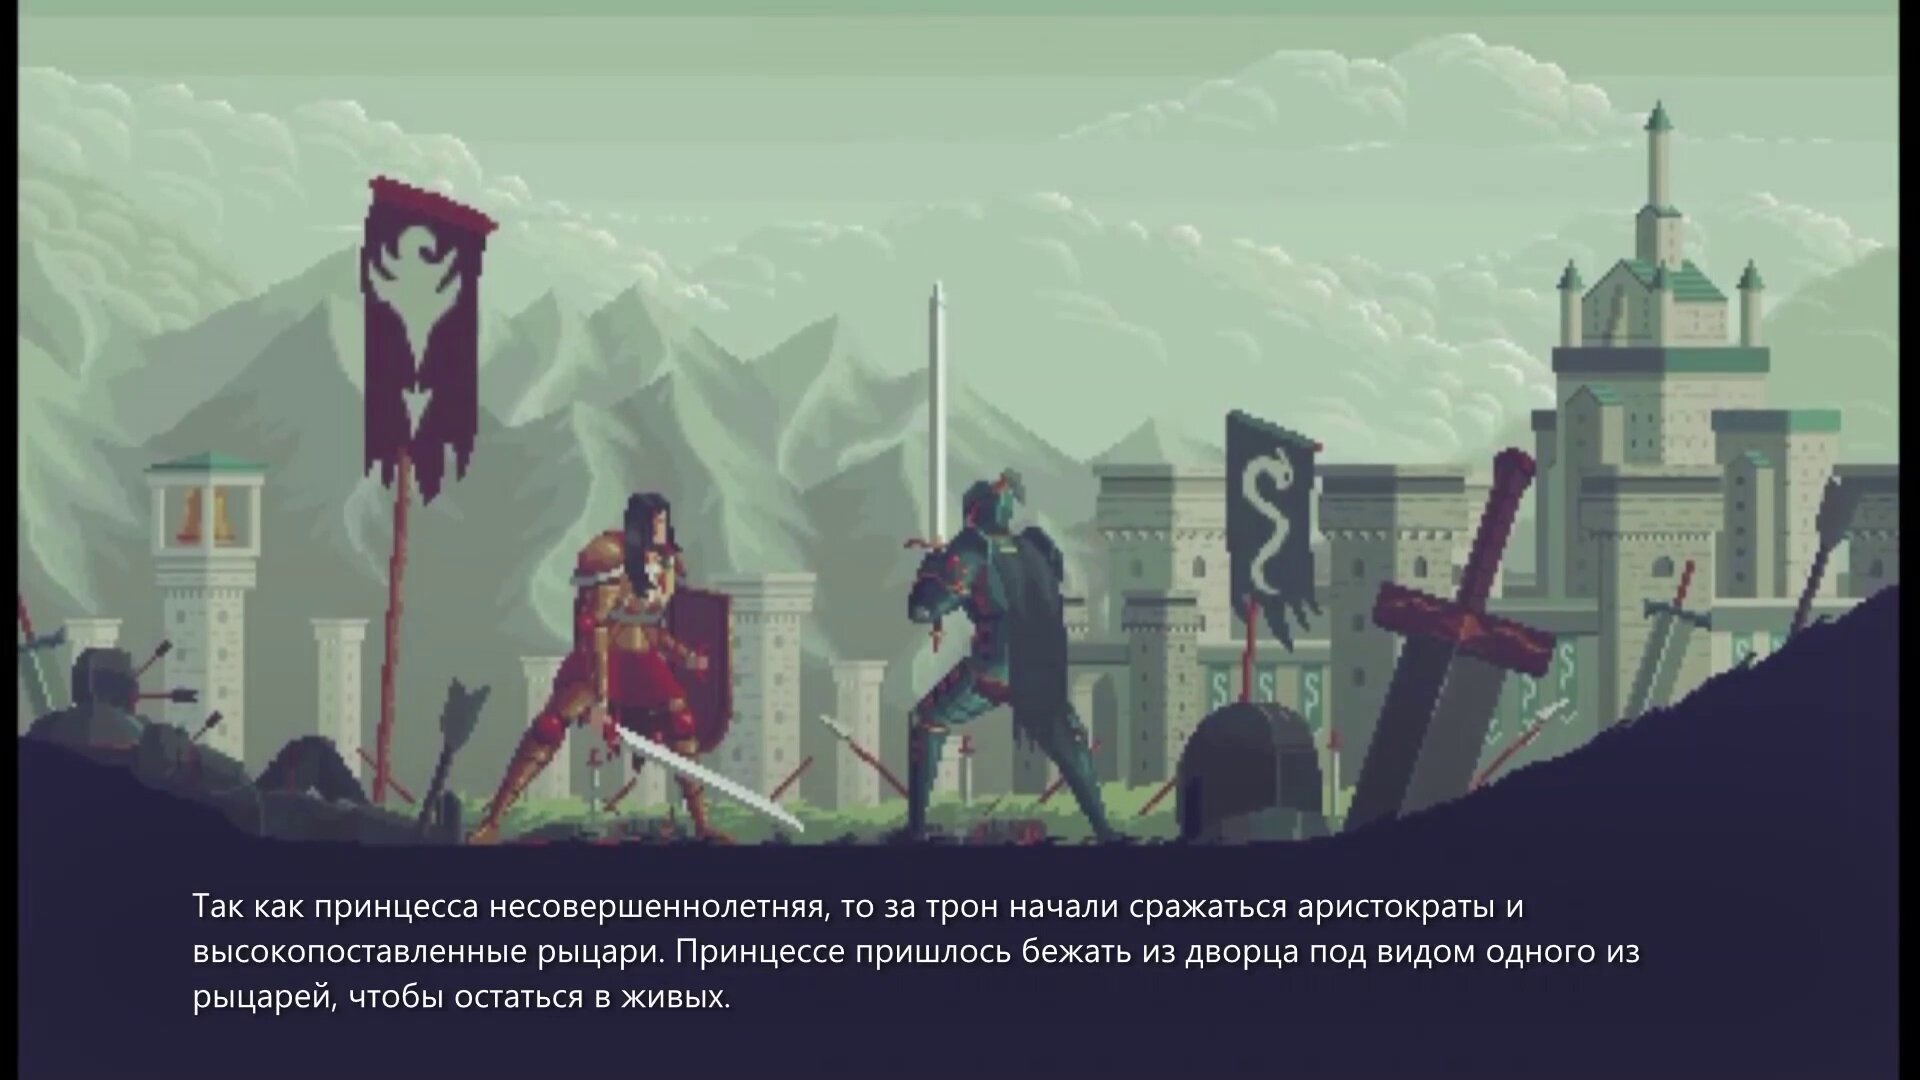 Так как принцесса несовершеннолетняя, то за трон начали сражаться аристократы и
высокопоставленные рыцари. Принцессе пришлось бежать из дворца под видом одного из
рыцарей, чтобы остаться в живых.